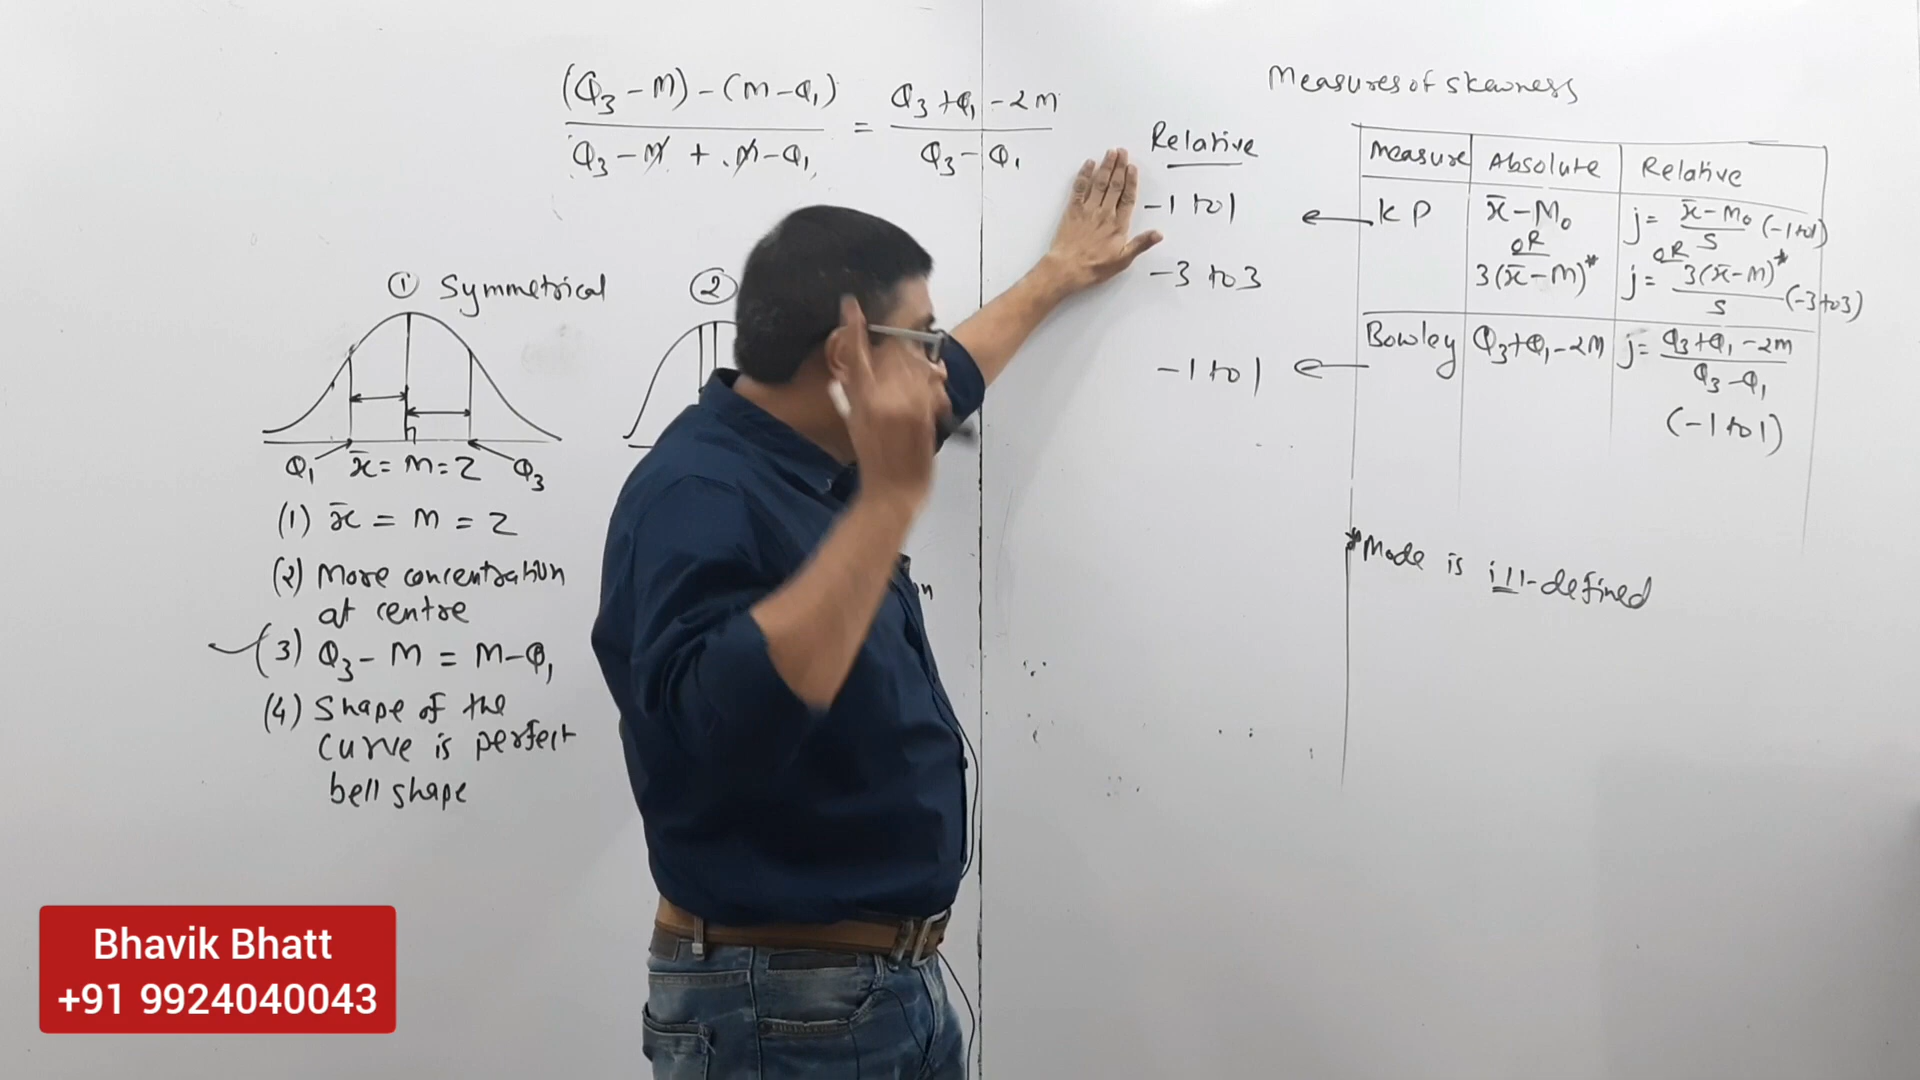 (Q₃ - M) - (M - Q₁) / Q₃ - M + M - Q₁ = Q₃ + Q₁ - 2M / Q₃ - Q₁
① Symmetrical
Q₁ x̄ = M = Z Q₃
(1) x̄ = M = Z
(2) More concentration
at centre
(3) Q₃ - M = M - Q₁
(4) Shape of the
curve is perfect
bell shape
②
Measures of skewness
Relative
-1 to 1
-3 to 3
-1 to 1
Measure Absolute Relative
KP x̄ - M₀ j = x̄ - M₀ / S (-1 to 1)
OR OR
3(x̄ - M)* j = 3(x̄ - M)* / S (-3 to 3)
Bowley Q₃ + Q₁ - 2M j = Q₃ + Q₁ - 2M / Q₃ - Q₁
(-1 to 1)
*Mode is ill-defined
Bhavik Bhatt
+91 9924040043